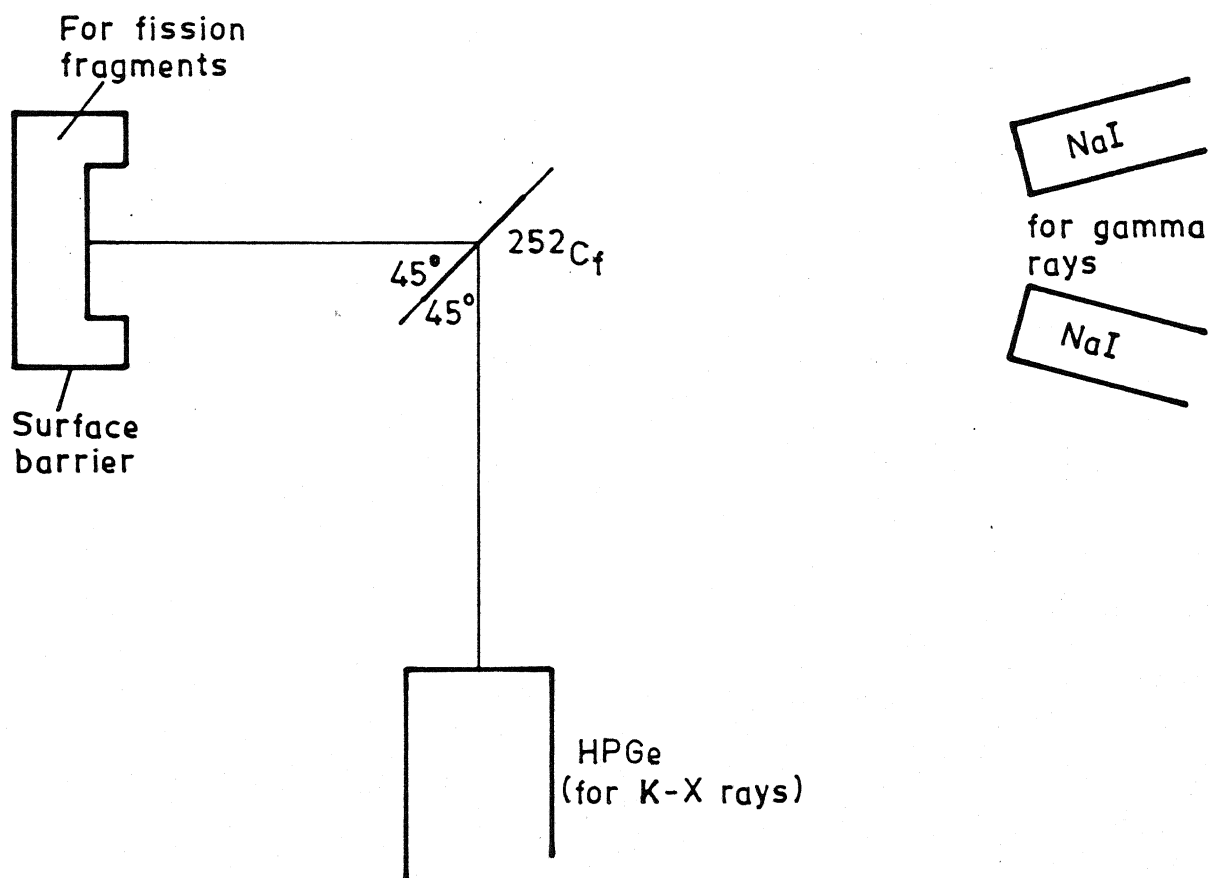 For fission
fragments
NaI
252Cf
for gamma
rays
45°
45°
NaI
Surface
barrier
HPGe
(for K-X rays)